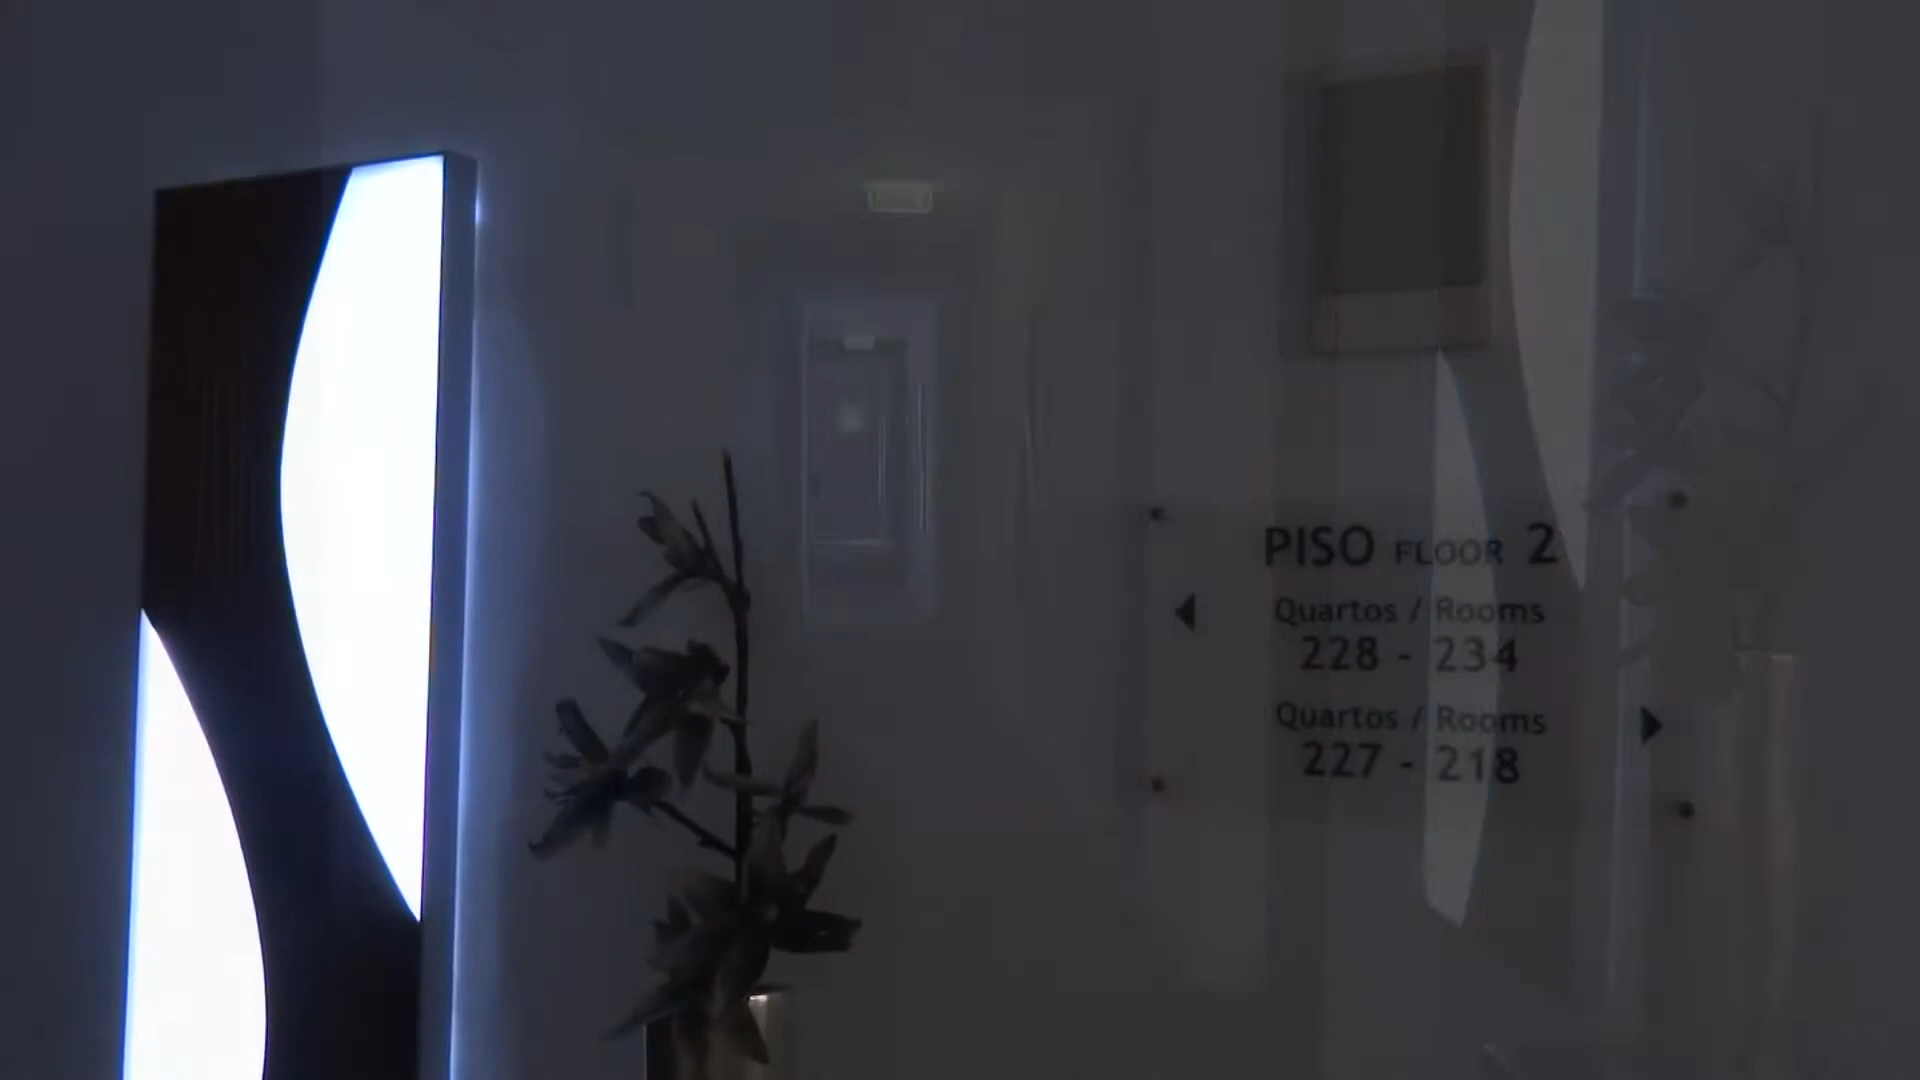 PISO FLOOR 2
Quartos / Rooms
228 - 234
Quartos / Rooms
227 - 218